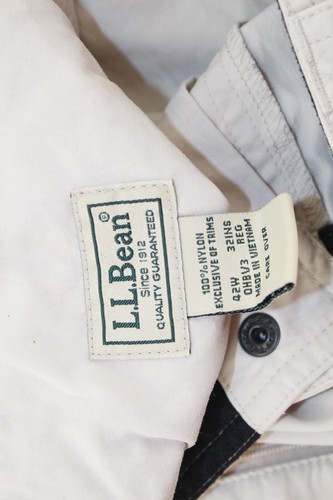 L.L.Bean®
Since 1912
QUALITY GUARANTEED
100% NYLON
EXCLUSIVE OF TRIMS
42W 32INS
OHBV3 REG
MADE IN VIETNAM
CARE OVER